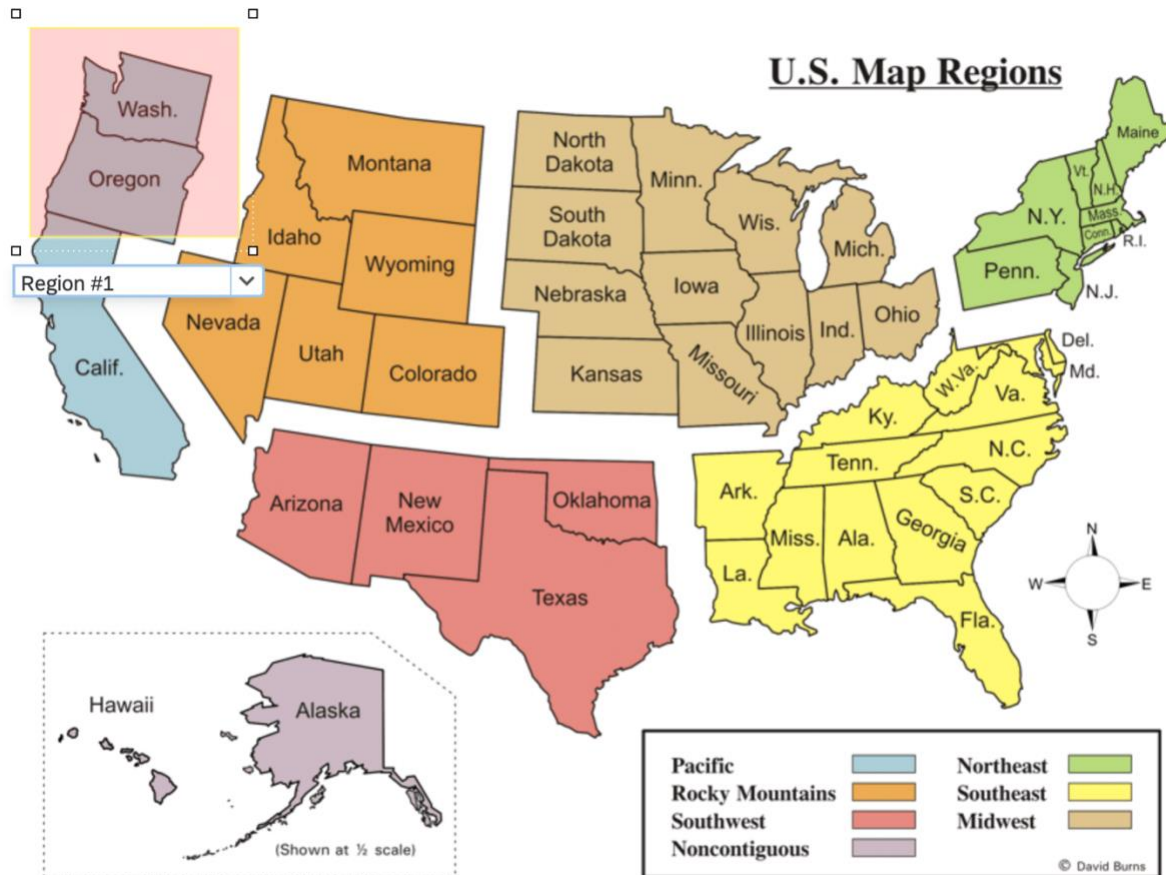 U.S. Map Regions
Wash.
Oregon
Region #1
Calif.
Montana
Idaho
Wyoming
Nevada
Utah
Colorado
North
Dakota
South
Dakota
Nebraska
Kansas
Minn.
Iowa
Missouri
Wis.
Illinois
Mich.
Ind.
Ohio
Maine
Vt.
N.H.
N.Y.
Mass.
Conn.
R.I.
Penn.
N.J.
Del.
Md.
W.Va.
Va.
Ky.
N.C.
Tenn.
S.C.
Ark.
Miss.
Ala.
Georgia
La.
Fla.
Arizona
New
Mexico
Oklahoma
Texas
N
W
E
S
Hawaii
Alaska
(Shown at ½ scale)
Pacific
Rocky Mountains
Southwest
Noncontiguous
Northeast
Southeast
Midwest
© David Burns